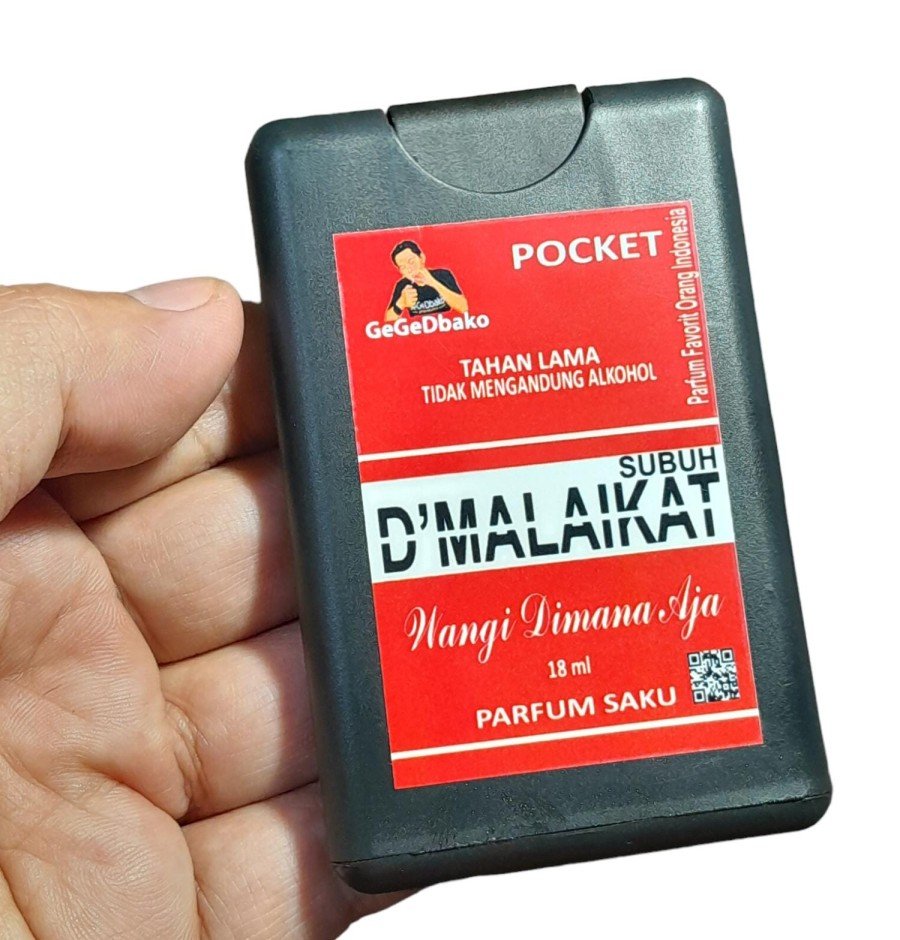 POCKET
GeGeDbako
GeGeDbako
TAHAN LAMA
TIDAK MENGANDUNG ALKOHOL
Parfum Favorit Orang Indonesia
SUBUH
D'MALAIKAT
Wangi Dimana Aja
18 ml
PARFUM SAKU